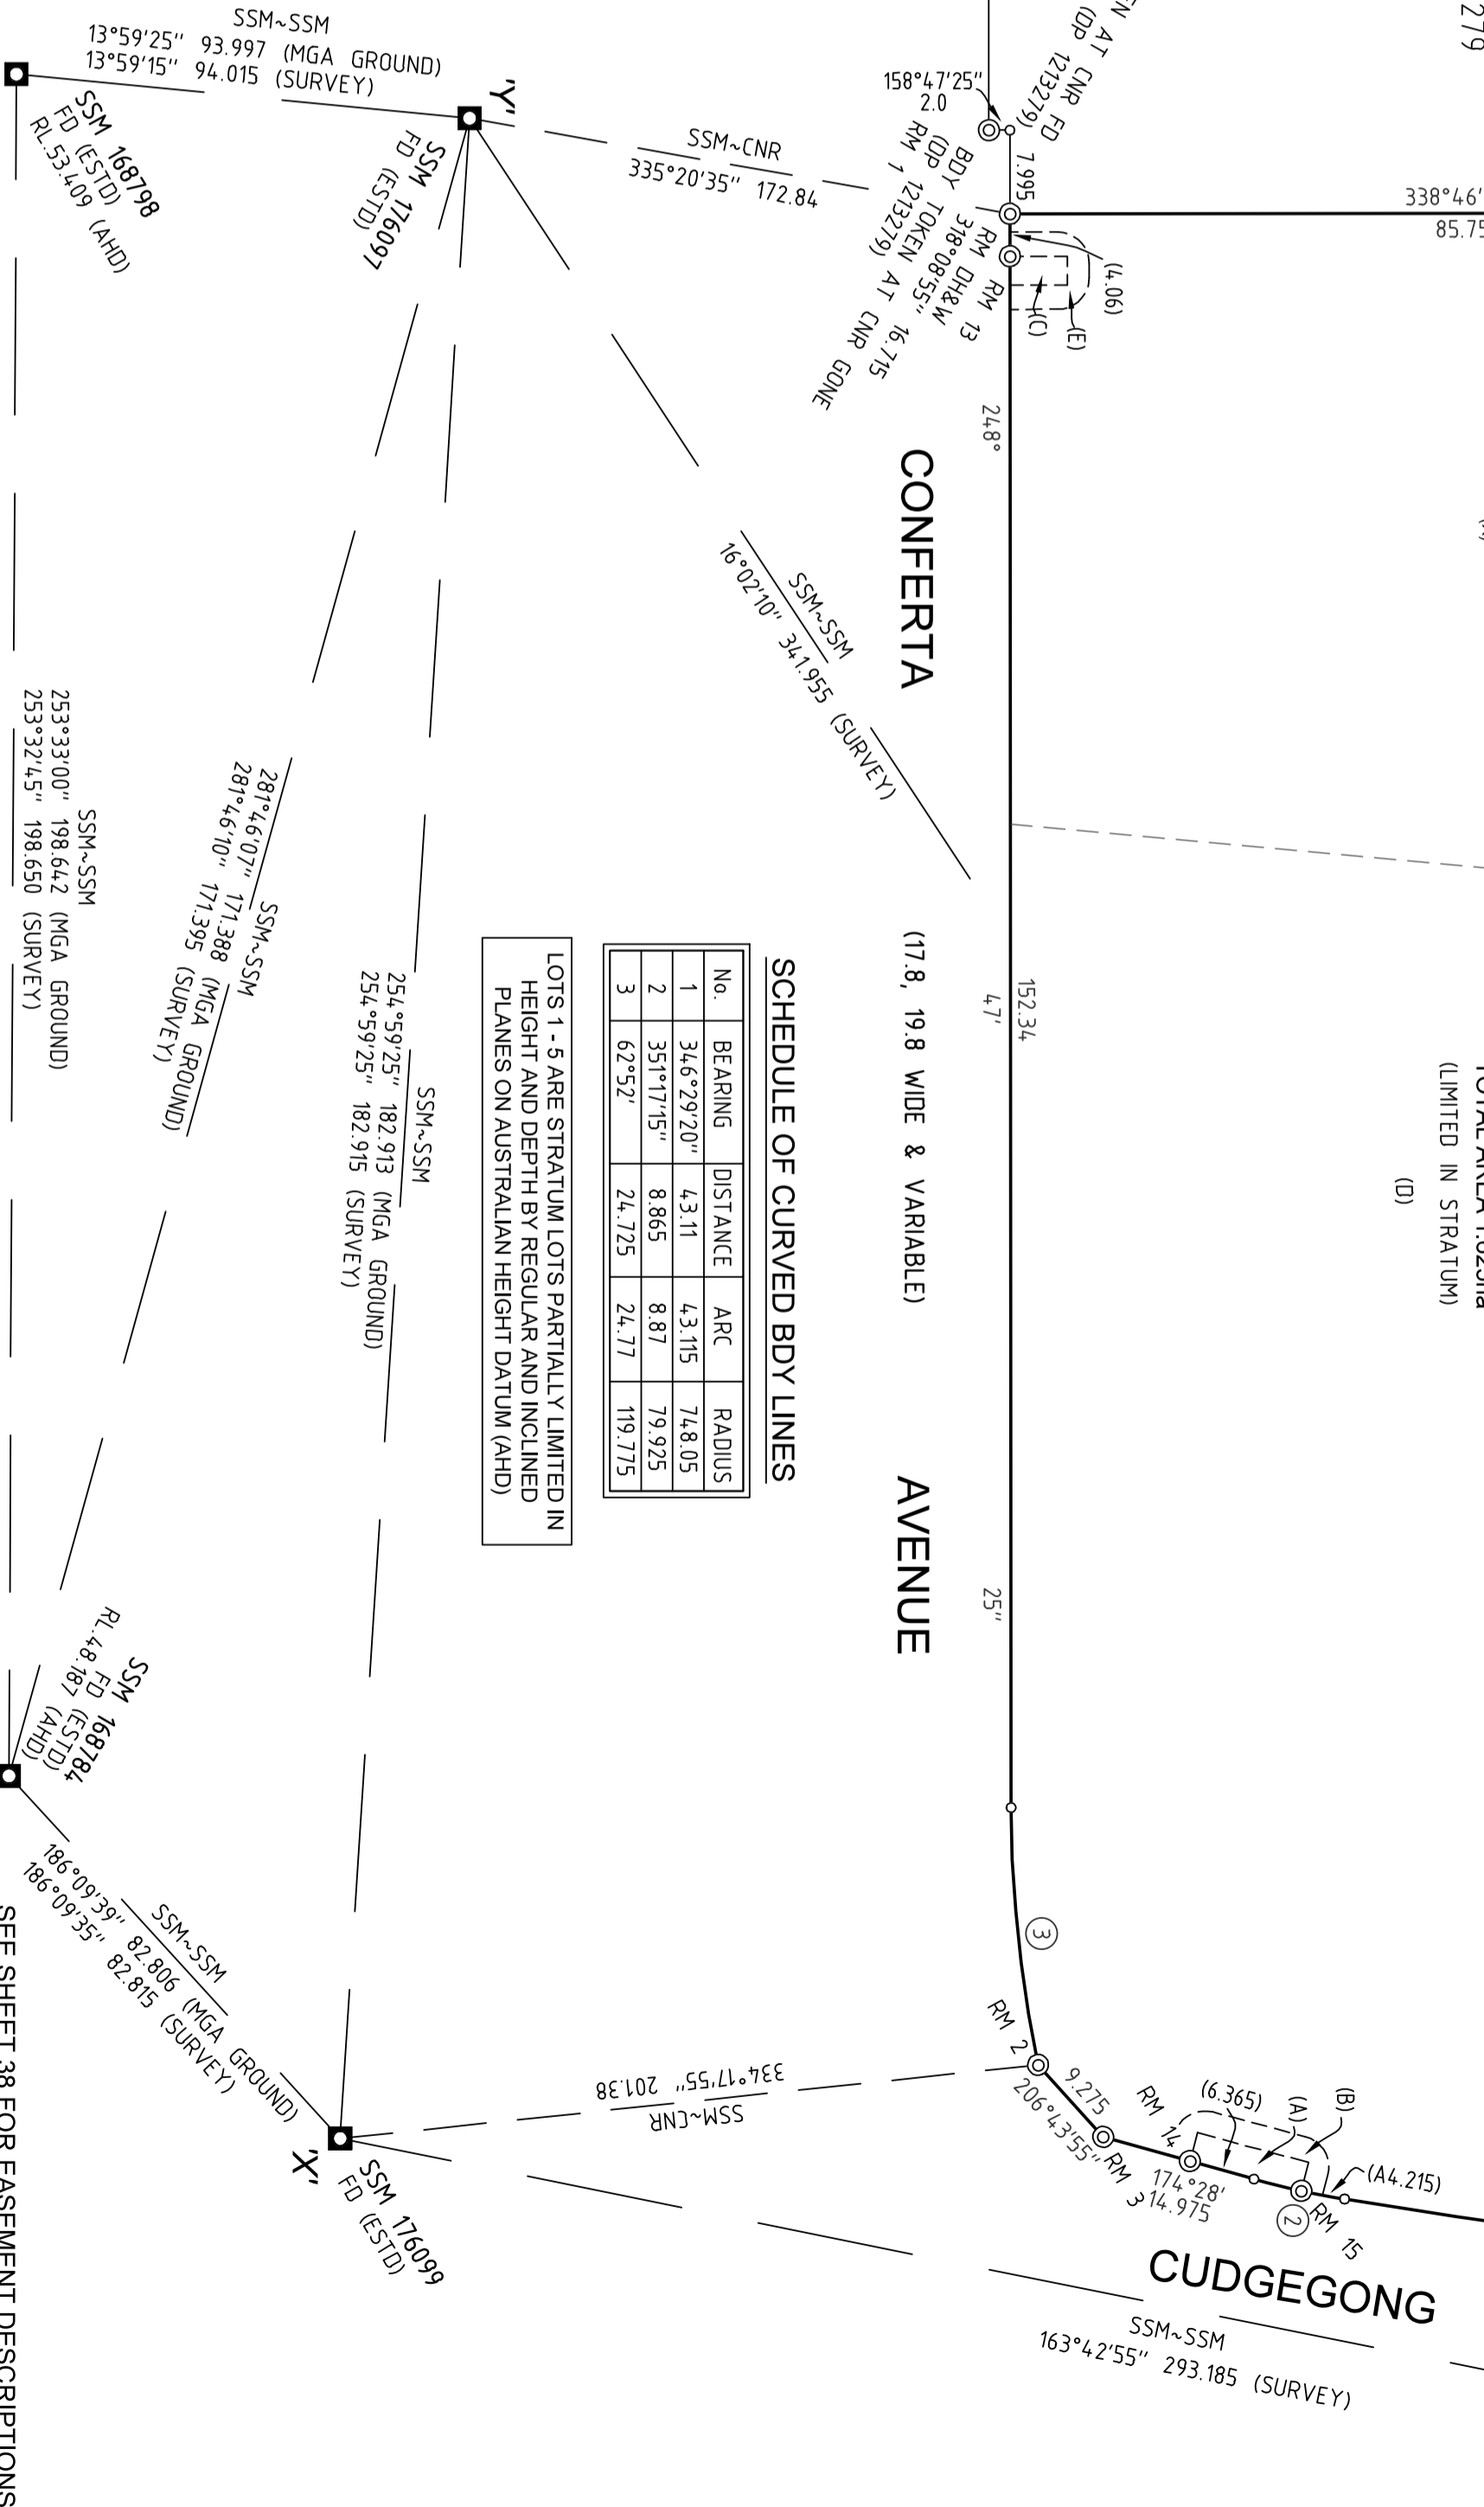 279
SSM~SSM
13°59'25" 93.997 (MGA GROUND)
13°59'15" 94.015 (SURVEY)
SSM 168798
FD (ESTD)
RL.53.409 (AHD)
'Y'
SSM 176097
FD (ESTD)
SSM~CNR
335°20'35" 172.84
AT CNR FD
(DP 1213279)
158°47'25"
2.0
7.995
338°46'
85.75
RM 13
RM DH&W
318°08'55" 16.715
BDY TOKEN AT CNR GONE
(DP 1213279)
RM 1
(4.06)
(C)
(E)
248°
47'
25"
152.34
CONFERTA
AVENUE
(17.8, 19.8 WIDE & VARIABLE)
SSM~SSM
16°02'10" 341.955 (SURVEY)
(LIMITED IN STRATUM)
(D)
SCHEDULE OF CURVED BDY LINES
No. BEARING DISTANCE ARC RADIUS
1 346°29'20" 43.11 43.115 748.05
2 351°17'15" 8.865 8.87 79.925
3 62°52' 24.725 24.77 119.775
LOTS 1 - 5 ARE STRATUM LOTS PARTIALLY LIMITED IN
HEIGHT AND DEPTH BY REGULAR AND INCLINED
PLANES ON AUSTRALIAN HEIGHT DATUM (AHD)
SSM~SSM
254°59'25" 182.913 (MGA GROUND)
254°59'25" 182.915 (SURVEY)
SSM~SSM
281°46'07" 171.388 (MGA GROUND)
281°46'10" 171.395 (SURVEY)
SSM~SSM
253°33'00" 198.642 (MGA GROUND)
253°32'45" 198.650 (SURVEY)
SSM 168784
FD (ESTD)
RL.48.187 (AHD)
SSM~SSM
186°09'39" 82.806 (MGA GROUND)
186°09'35" 82.815 (SURVEY)
'X'
SSM 176099
FD (ESTD)
334°17'55" 201.38
SSM~CNR
3
RM 2
9.275
206°43'55"
RM 3
RM 14
(6.365)
(A)
(B)
(A4.215)
174°28'
14.975
2
RM 15
CUDGEGONG
SSM~SSM
163°42'55" 293.185 (SURVEY)
SEE SHEET 38 FOR EASEMENT DESCRIPTIONS